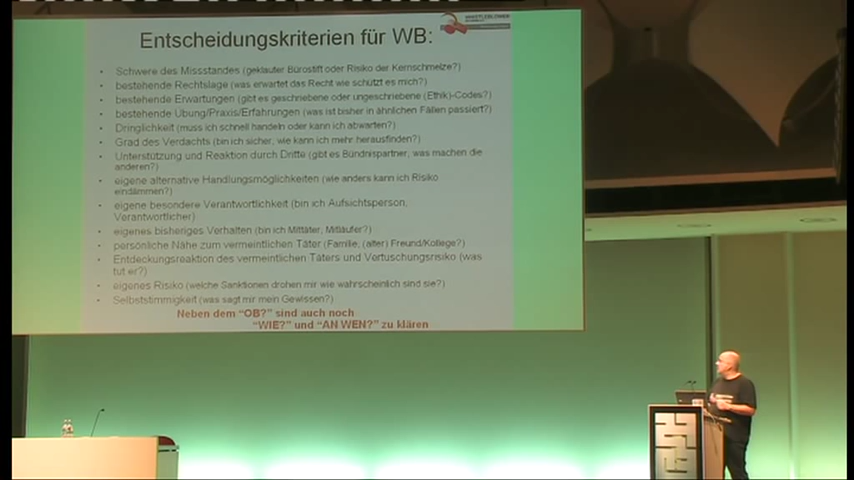 Entscheidungskriterien für WB:
WHISTLEBLOWER
• Schwere des Missstandes (geklauter Bürostift oder Risiko der Kernschmelze?)
• bestehende Rechtslage (was erwartet das Recht wie schützt es mich?)
• bestehende Erwartungen (gibt es geschriebene oder ungeschriebene (Ethik)-Codes?)
• bestehende Übung/Praxis/Erfahrungen (was ist bisher in ähnlichen Fällen passiert?)
• Dringlichkeit (muss ich schnell handeln oder kann ich abwarten?)
• Grad des Verdachts (bin ich sicher, wie kann ich mehr herausfinden?)
• Unterstützung und Reaktion durch Dritte (gibt es Bündnispartner, was machen die
anderen?)
• eigene alternative Handlungsmöglichkeiten (wie anders kann ich Risiko
eindämmen?)
• eigene besondere Verantwortlichkeit (bin ich Aufsichtsperson,
Verantwortlicher)
• eigenes bisheriges Verhalten (bin ich Mittäter, Mitläufer?)
• persönliche Nähe zum vermeintlichen Täter (Familie, (alter) Freund/Kollege?)
• Entdeckungsreaktion des vermeintlichen Täters und Vertuschungsrisiko (was
tut er?)
• eigenes Risiko (welche Sanktionen drohen mir wie wahrscheinlich sind sie?)
• Selbststimmigkeit (was sagt mir mein Gewissen?)
Neben dem "OB?" sind auch noch
"WIE?" und "AN WEN?" zu klären